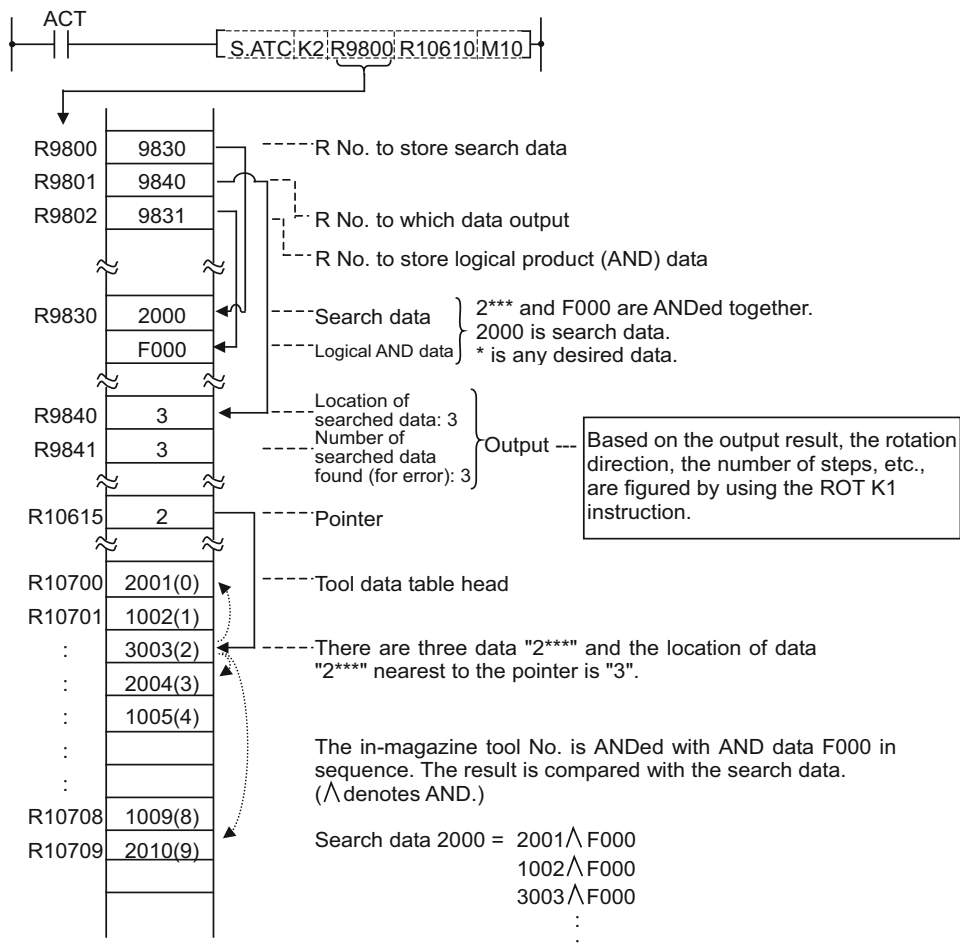 ACT
S.ATC K2 R9800 R10610 M10
R9800 9830 R No. to store search data
R9801 9840
R9802 9831 R No. to which data output
R No. to store logical product (AND) data
R9830 2000 Search data
F000 Logical AND data
2*** and F000 are ANDed together.
2000 is search data.
* is any desired data.
R9840 3 Location of
searched data: 3
R9841 3 Number of
searched data
found (for error): 3
Output ---
Based on the output result, the rotation
direction, the number of steps, etc.,
are figured by using the ROT K1
instruction.
R10615 2 Pointer
R10700 2001(0) Tool data table head
R10701 1002(1)
: 3003(2) There are three data "2***" and the location of data
"2***" nearest to the pointer is "3".
: 2004(3)
: 1005(4)
:
:
R10708 1009(8)
R10709 2010(9)
The in-magazine tool No. is ANDed with AND data F000 in
sequence. The result is compared with the search data.
(⋀ denotes AND.)
Search data 2000 = 2001⋀F000
1002⋀F000
3003⋀F000
:
.